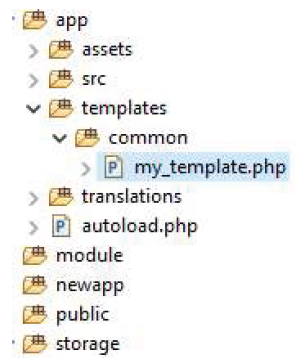 app
assets
src
templates
common
my_template.php
translations
autoload.php
module
newapp
public
storage